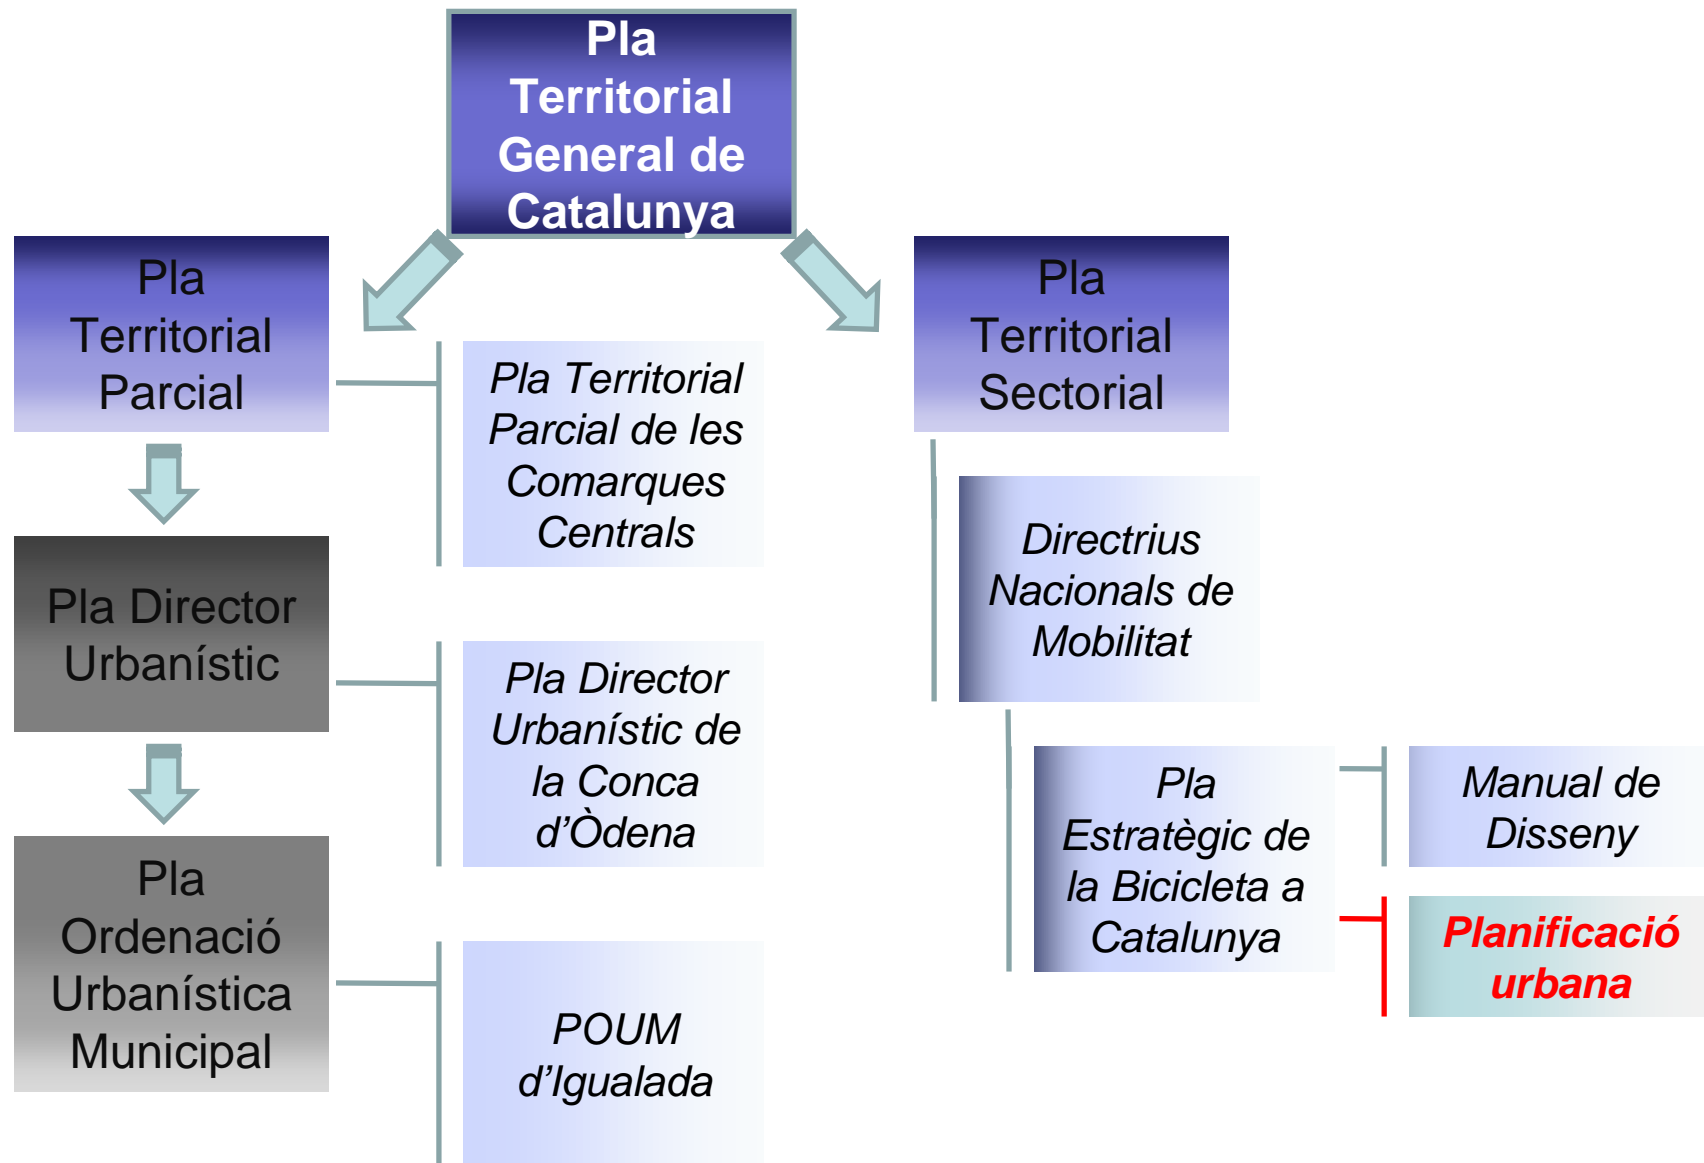 Pla
Territorial
General de
Catalunya
Pla
Territorial
Parcial
Pla Territorial
Parcial de les
Comarques
Centrals
Pla Director
Urbanístic
Pla Director
Urbanístic de
la Conca
d’Òdena
Pla
Ordenació
Urbanística
Municipal
POUM
d’Igualada
Pla
Territorial
Sectorial
Directrius
Nacionals de
Mobilitat
Pla
Estratègic de
la Bicicleta a
Catalunya
Manual de
Disseny
Planificació
urbana